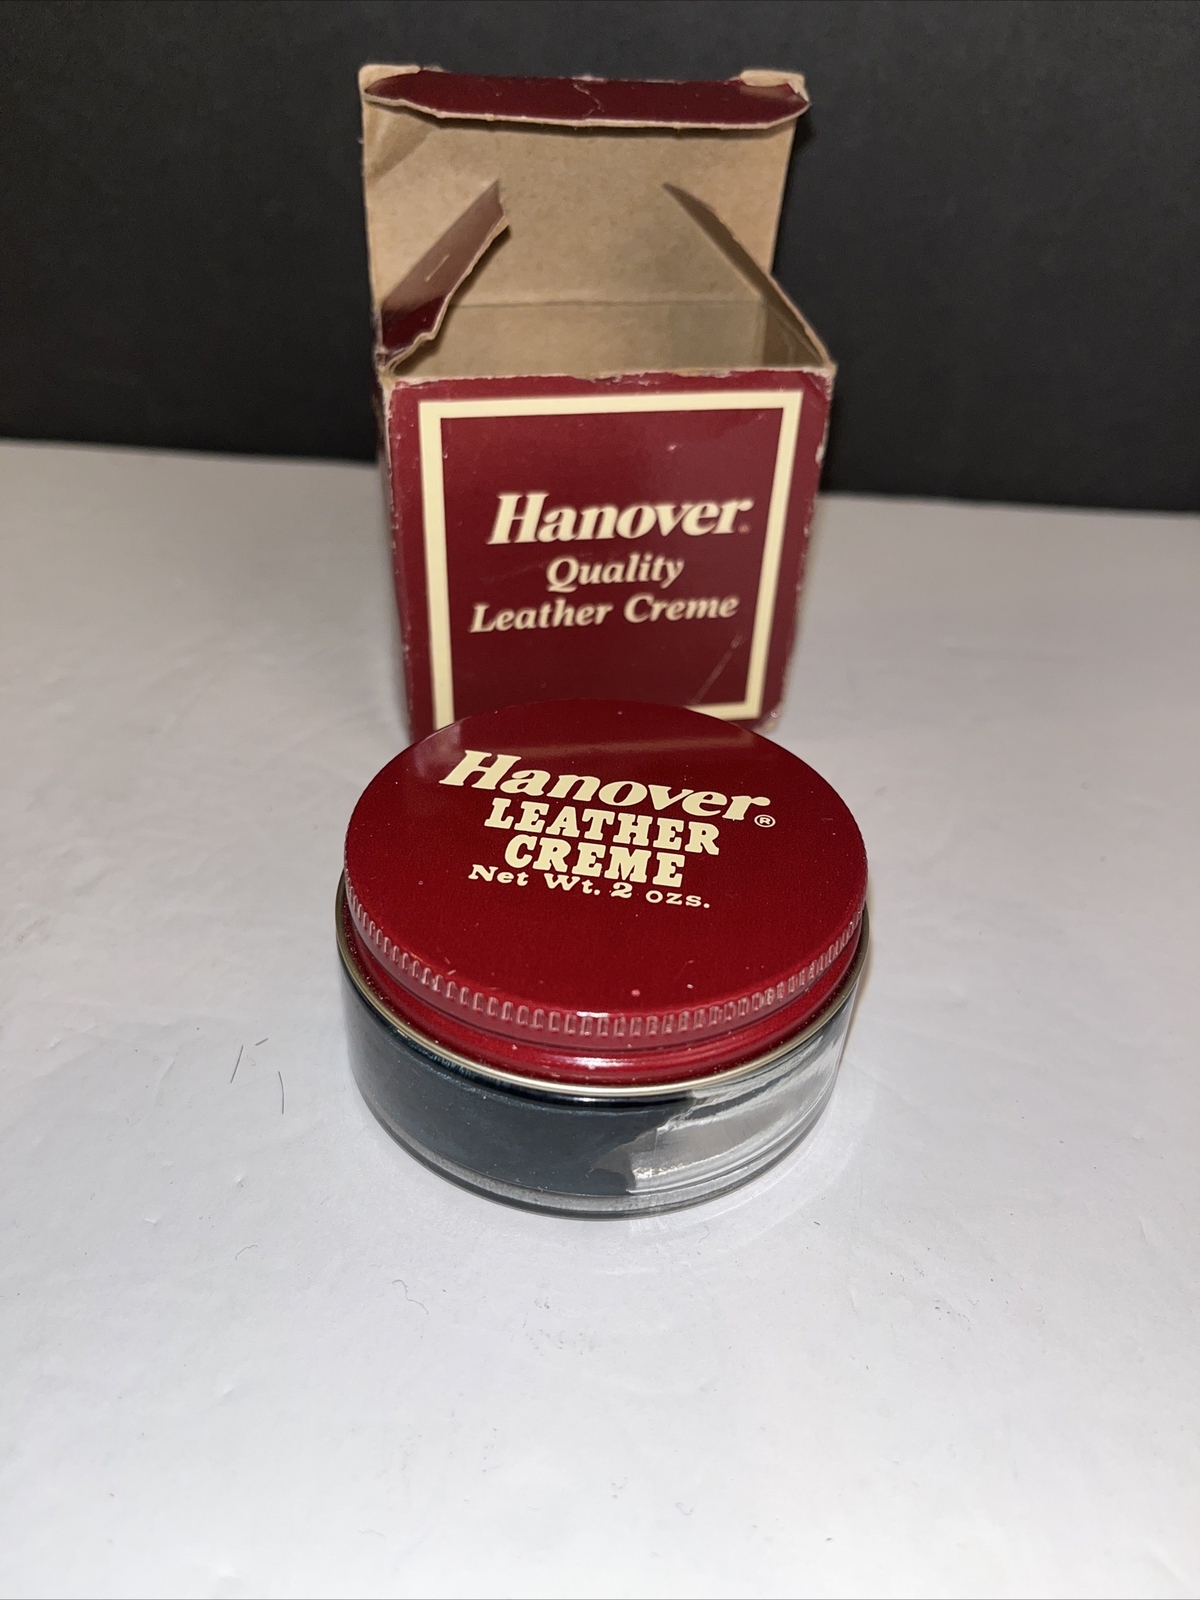 Hanover
Quality
Leather Creme
Hanover®
LEATHER
CREME
Net Wt. 2 ozs.